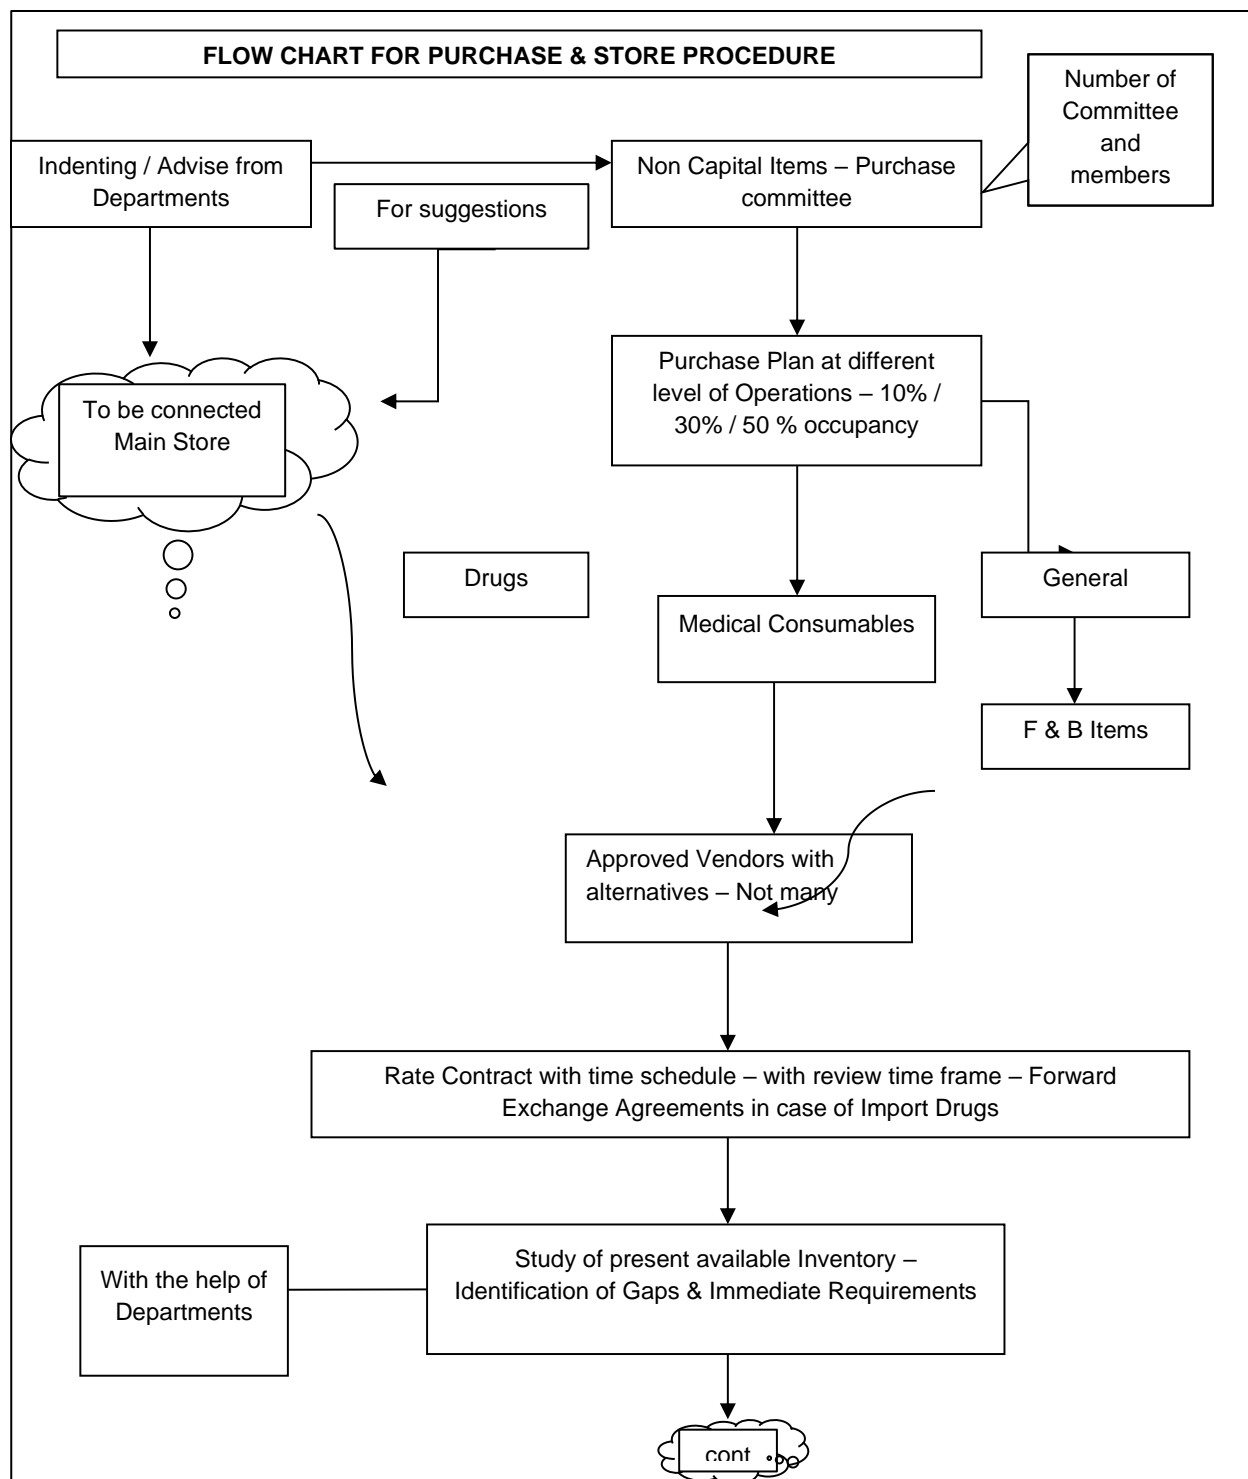 FLOW CHART FOR PURCHASE & STORE PROCEDURE
Number of
Committee
and
members
Indenting / Advise from
Departments
For suggestions
Non Capital Items – Purchase
committee
To be connected
Main Store
Purchase Plan at different
level of Operations – 10% /
30% / 50 % occupancy
Drugs
Medical Consumables
General
F & B Items
Approved Vendors with
alternatives – Not many
Rate Contract with time schedule – with review time frame – Forward
Exchange Agreements in case of Import Drugs
With the help of
Departments
Study of present available Inventory –
Identification of Gaps & Immediate Requirements
cont